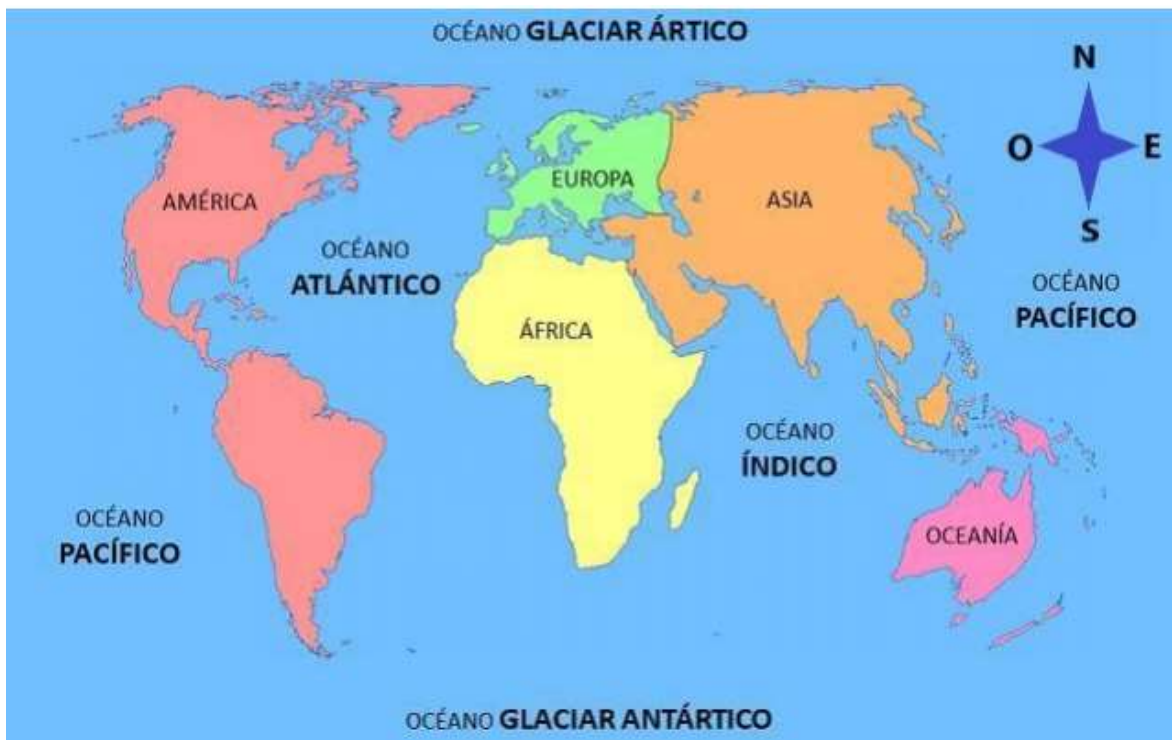 OCÉANO GLACIAR ÁRTICO
N
O E
S
AMÉRICA
EUROPA
ASIA
OCÉANO
ATLÁNTICO
OCÉANO
PACÍFICO
ÁFRICA
OCÉANO
ÍNDICO
OCÉANO
PACÍFICO
OCEANÍA
OCÉANO GLACIAR ANTÁRTICO